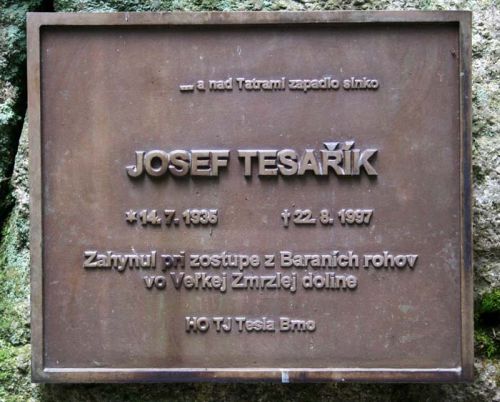 ... a nad Tatrami zapadlo slnko
JOSEF TESAŘÍK
* 14. 7. 1935 † 22. 8. 1997
Zahynul pri zostupe z Baraních rohov
vo Veľkej Zmrzlej doline
HO TJ Tesla Brno